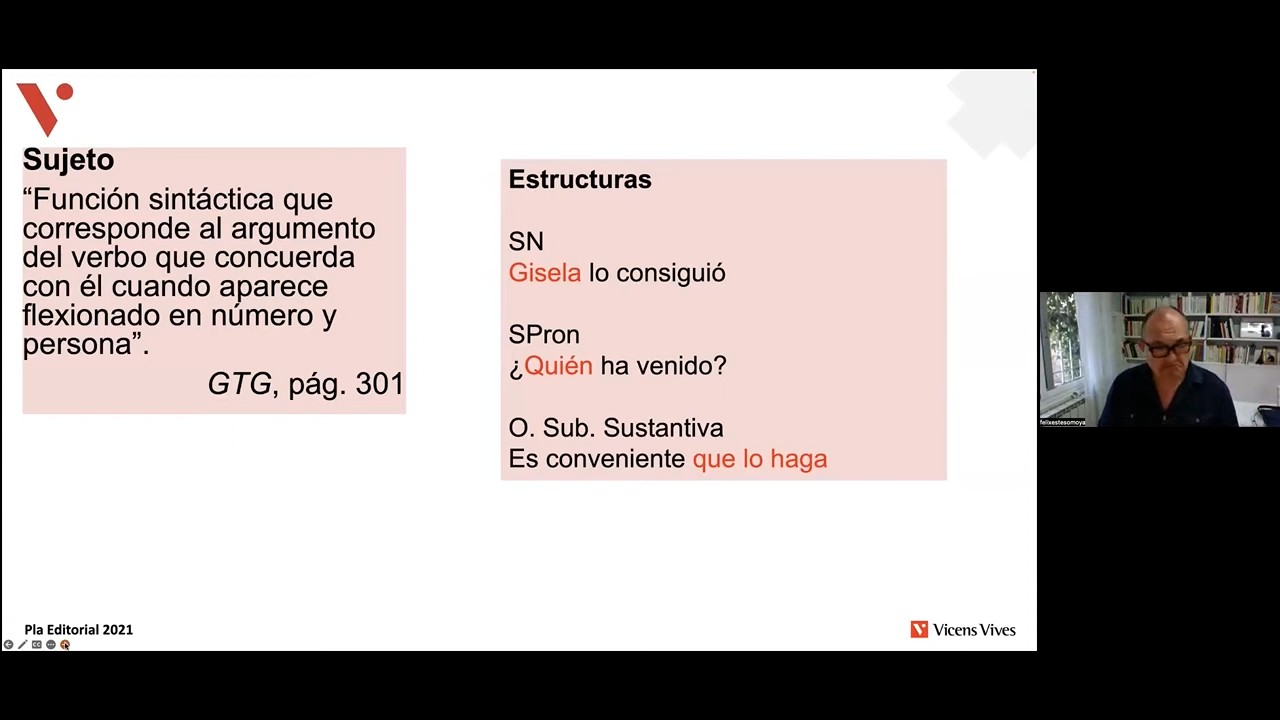 Sujeto
“Función sintáctica que
corresponde al argumento
del verbo que concuerda
con él cuando aparece
flexionado en número y
persona”.
GTG, pág. 301
Estructuras
SN
Gisela lo consiguió
SPron
¿Quién ha venido?
O. Sub. Sustantiva
Es conveniente que lo haga
felixestesomoya
Pla Editorial 2021
Vicens Vives